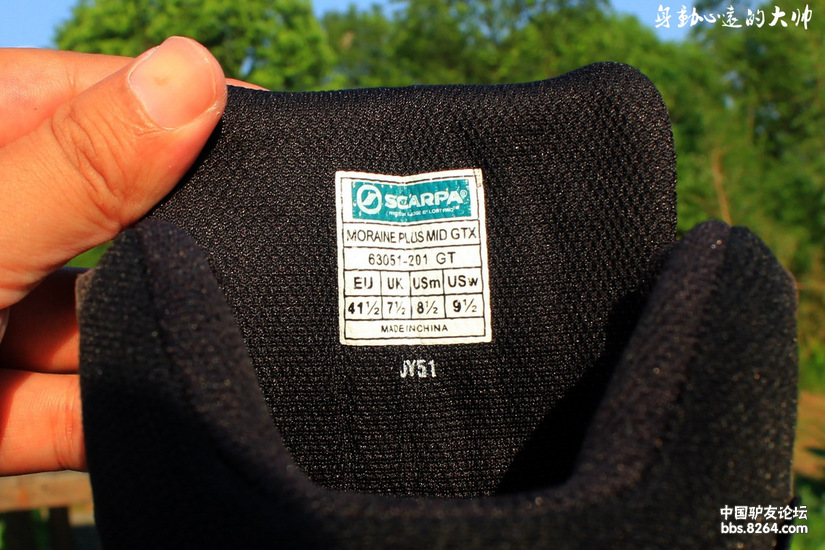 身動心遠的大帅
SCARPA®
MORAINE PLUS MID GTX
63051-201 GT
EU UK USm USw
41½ 7½ 8½ 9½
MADE IN CHINA
JY51
中国驴友论坛
bbs.8264.com